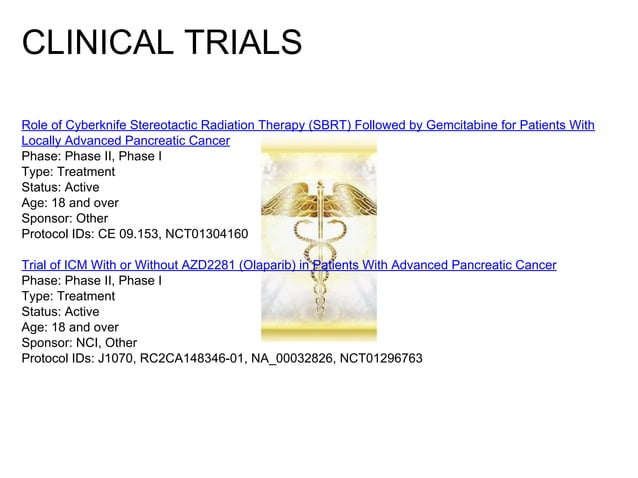 CLINICAL TRIALS
Role of Cyberknife Stereotactic Radiation Therapy (SBRT) Followed by Gemcitabine for Patients With
Locally Advanced Pancreatic Cancer
Phase: Phase II, Phase I
Type: Treatment
Status: Active
Age: 18 and over
Sponsor: Other
Protocol IDs: CE 09.153, NCT01304160
Trial of ICM With or Without AZD2281 (Olaparib) in Patients With Advanced Pancreatic Cancer
Phase: Phase II, Phase I
Type: Treatment
Status: Active
Age: 18 and over
Sponsor: NCI, Other
Protocol IDs: J1070, RC2CA148346-01, NA_00032826, NCT01296763